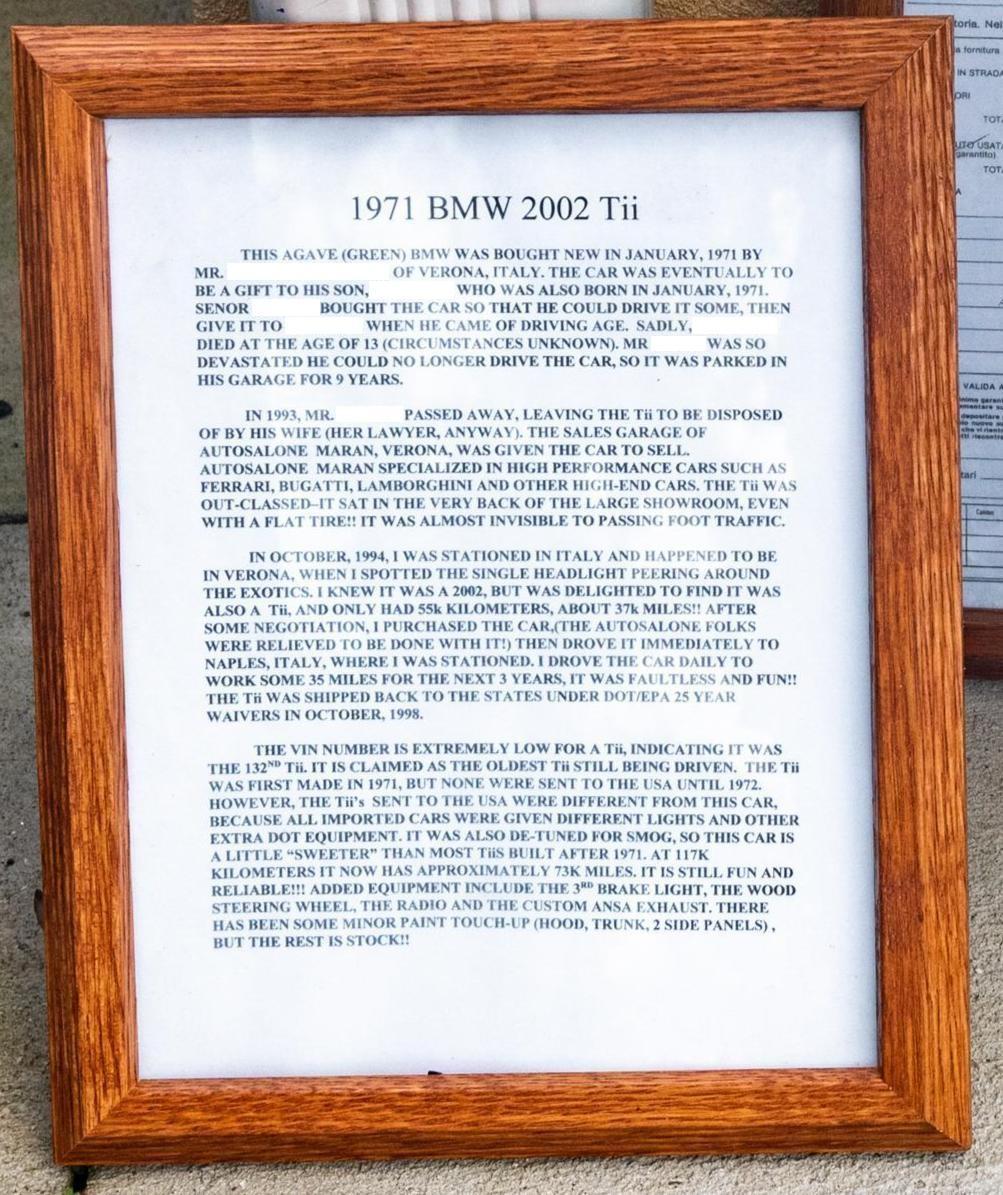 1971 BMW 2002 Tii
THIS AGAVE (GREEN) BMW WAS BOUGHT NEW IN JANUARY, 1971 BY
MR. OF VERONA, ITALY. THE CAR WAS EVENTUALLY TO
BE A GIFT TO HIS SON, WHO WAS ALSO BORN IN JANUARY, 1971.
SENOR BOUGHT THE CAR SO THAT HE COULD DRIVE IT SOME, THEN
GIVE IT TO WHEN HE CAME OF DRIVING AGE. SADLY,
DIED AT THE AGE OF 13 (CIRCUMSTANCES UNKNOWN). MR WAS SO
DEVASTATED HE COULD NO LONGER DRIVE THE CAR, SO IT WAS PARKED IN
HIS GARAGE FOR 9 YEARS.
IN 1993, MR. PASSED AWAY, LEAVING THE Tii TO BE DISPOSED
OF BY HIS WIFE (HER LAWYER, ANYWAY). THE SALES GARAGE OF
AUTOSALONE MARAN, VERONA, WAS GIVEN THE CAR TO SELL.
AUTOSALONE MARAN SPECIALIZED IN HIGH PERFORMANCE CARS SUCH AS
FERRARI, BUGATTI, LAMBORGHINI AND OTHER HIGH-END CARS. THE Tii WAS
OUT-CLASSED–IT SAT IN THE VERY BACK OF THE LARGE SHOWROOM, EVEN
WITH A FLAT TIRE!! IT WAS ALMOST INVISIBLE TO PASSING FOOT TRAFFIC.
IN OCTOBER, 1994, I WAS STATIONED IN ITALY AND HAPPENED TO BE
IN VERONA, WHEN I SPOTTED THE SINGLE HEADLIGHT PEERING AROUND
THE EXOTICS. I KNEW IT WAS A 2002, BUT WAS DELIGHTED TO FIND IT WAS
ALSO A Tii, AND ONLY HAD 55k KILOMETERS, ABOUT 37k MILES!! AFTER
SOME NEGOTIATION, I PURCHASED THE CAR,(THE AUTOSALONE FOLKS
WERE RELIEVED TO BE DONE WITH IT!) THEN DROVE IT IMMEDIATELY TO
NAPLES, ITALY, WHERE I WAS STATIONED. I DROVE THE CAR DAILY TO
WORK SOME 35 MILES FOR THE NEXT 3 YEARS, IT WAS FAULTLESS AND FUN!!
THE Tii WAS SHIPPED BACK TO THE STATES UNDER DOT/EPA 25 YEAR
WAIVERS IN OCTOBER, 1998.
THE VIN NUMBER IS EXTREMELY LOW FOR A Tii, INDICATING IT WAS
THE 132ND Tii. IT IS CLAIMED AS THE OLDEST Tii STILL BEING DRIVEN. THE Tii
WAS FIRST MADE IN 1971, BUT NONE WERE SENT TO THE USA UNTIL 1972.
HOWEVER, THE Tii's SENT TO THE USA WERE DIFFERENT FROM THIS CAR,
BECAUSE ALL IMPORTED CARS WERE GIVEN DIFFERENT LIGHTS AND OTHER
EXTRA DOT EQUIPMENT. IT WAS ALSO DE-TUNED FOR SMOG, SO THIS CAR IS
A LITTLE “SWEETER” THAN MOST TiiS BUILT AFTER 1971. AT 117K
KILOMETERS IT NOW HAS APPROXIMATELY 73K MILES. IT IS STILL FUN AND
RELIABLE!!! ADDED EQUIPMENT INCLUDE THE 3RD BRAKE LIGHT, THE WOOD
STEERING WHEEL, THE RADIO AND THE CUSTOM ANSA EXHAUST. THERE
HAS BEEN SOME MINOR PAINT TOUCH-UP (HOOD, TRUNK, 2 SIDE PANELS) ,
BUT THE REST IS STOCK!!
fornitura
IN STRADA
USATA
garantito)
VALIDA